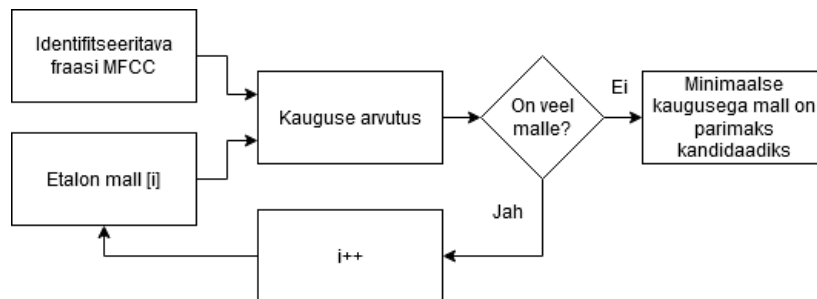 Identifitseeritava
fraasi MFCC
Etalon mall [i]
Kauguse arvutus
On veel
malle?
Ei
Minimaalse
kaugusega mall on
parimaks
kandidaadiks
Jah
i++